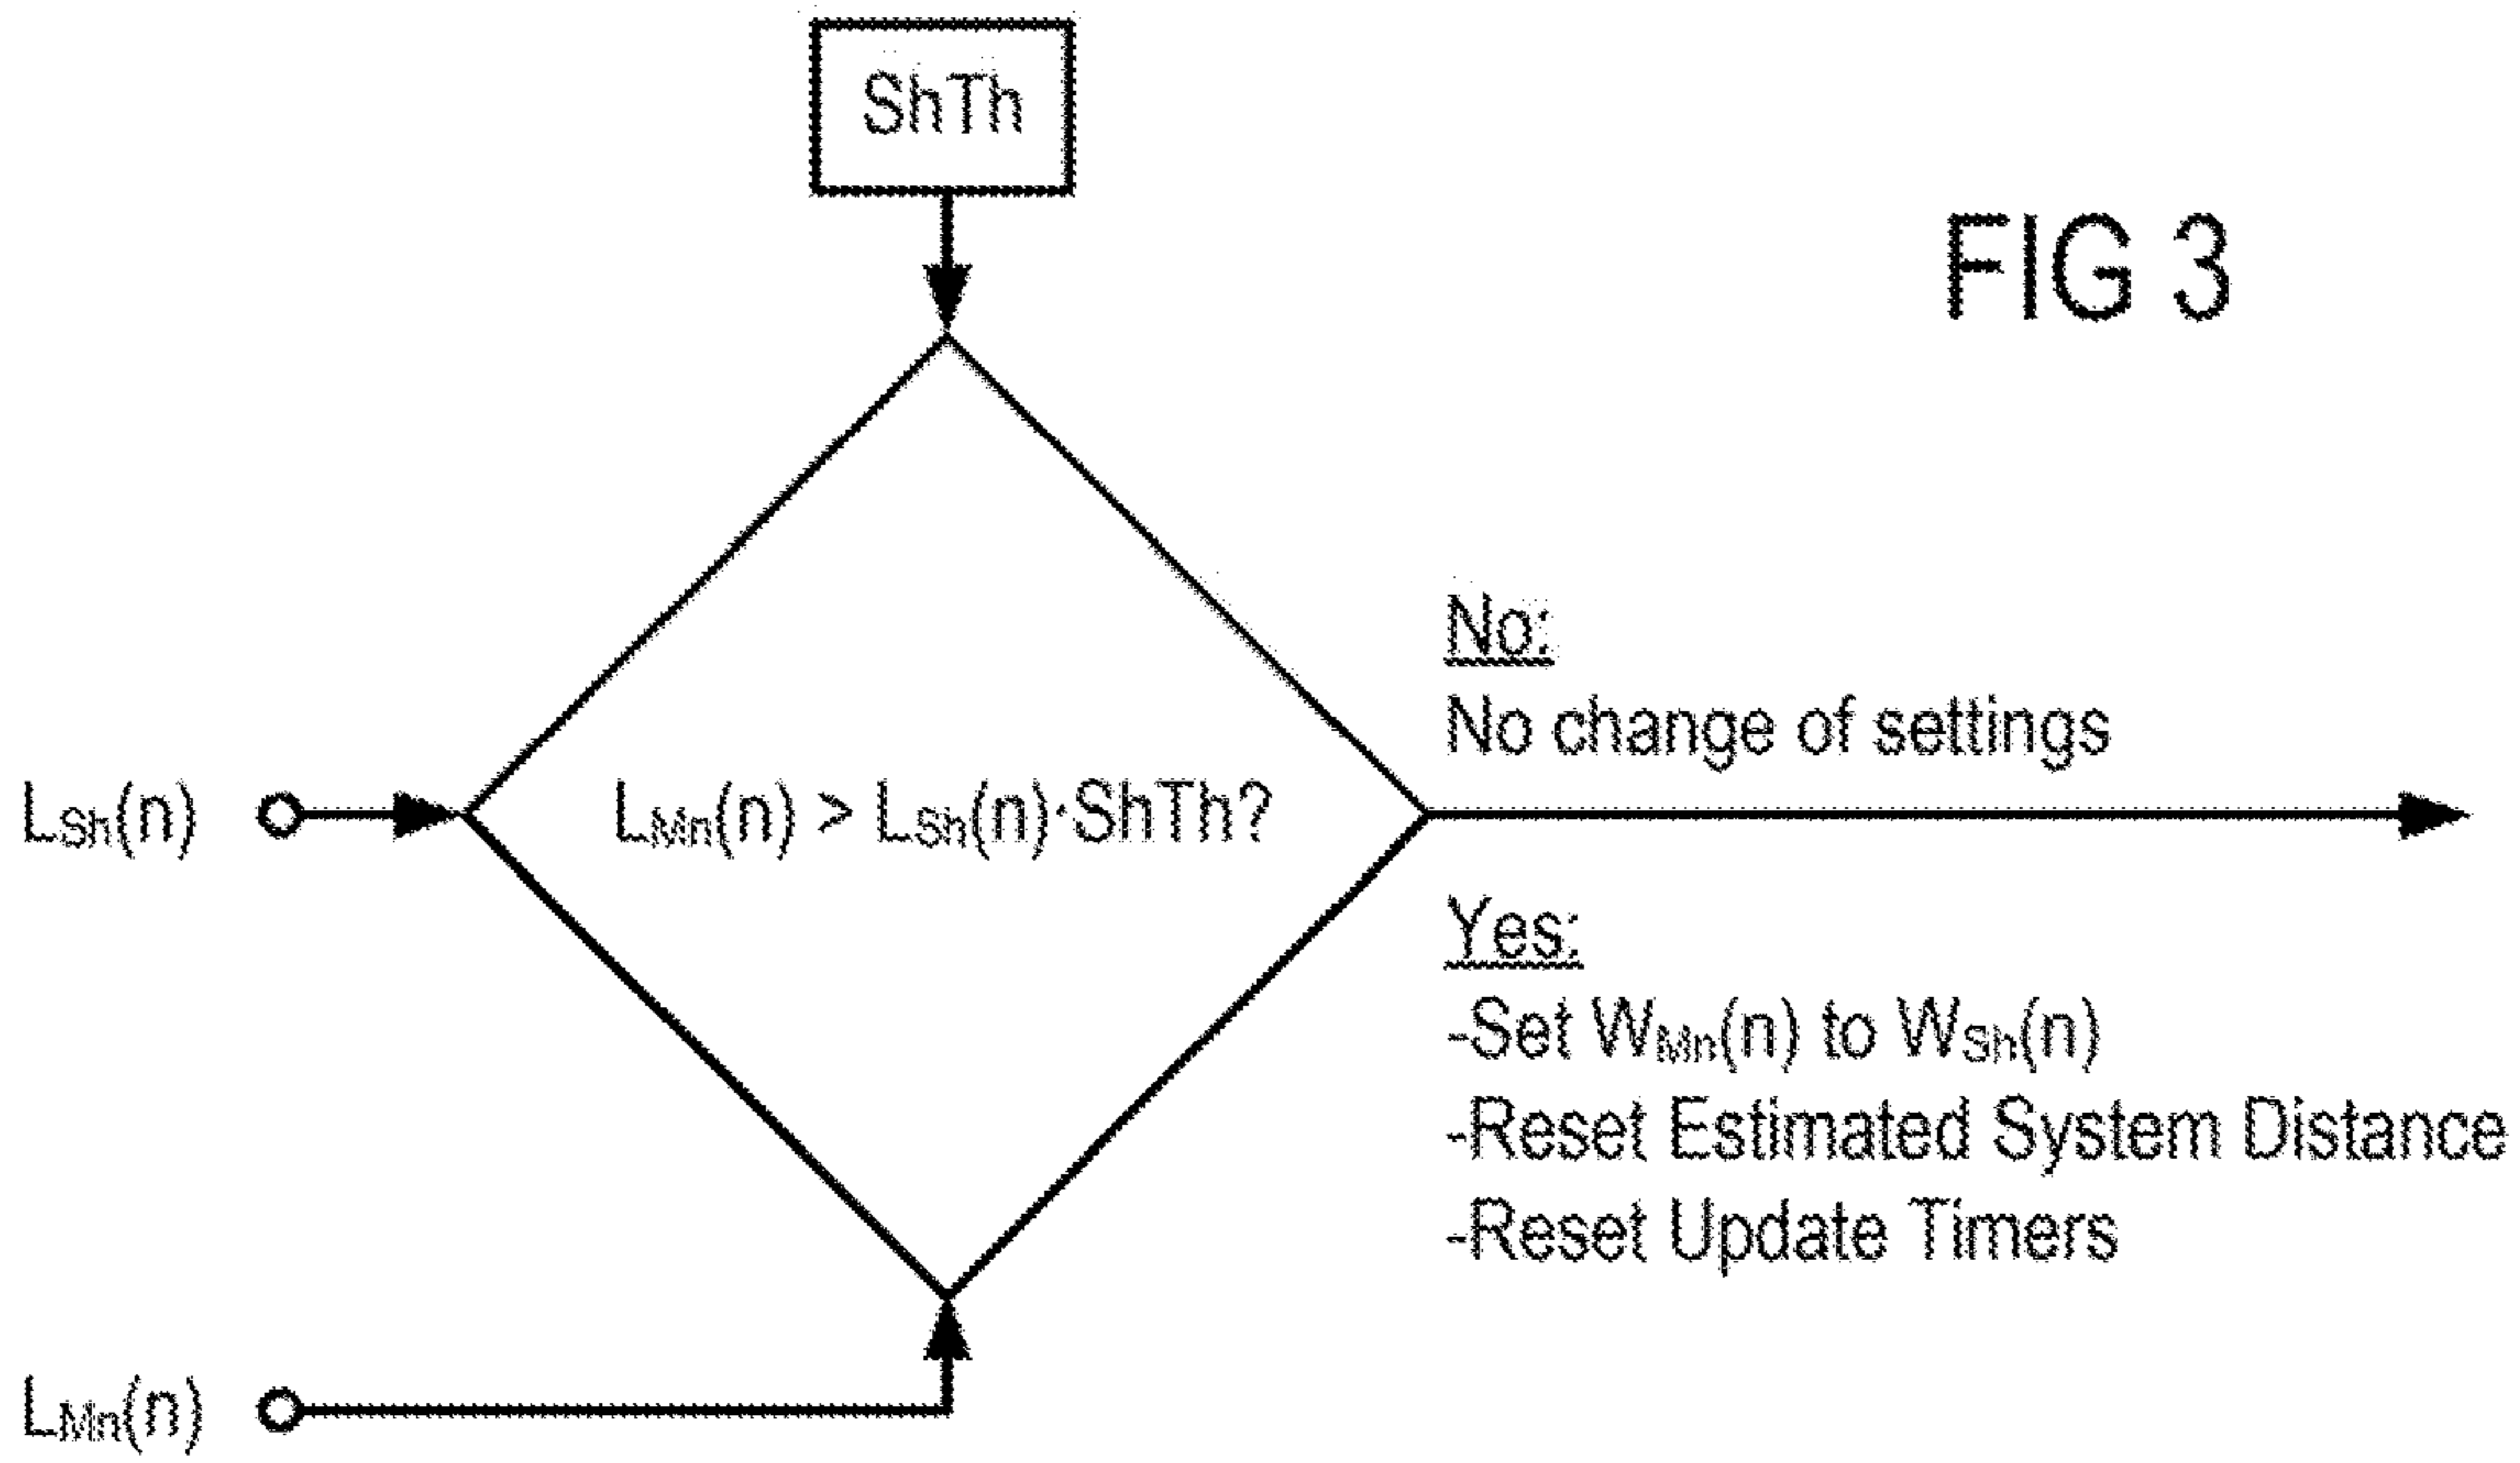 ShTh
FIG 3
No:
No change of settings
LSh(n)
LMn(n) > LSh(n)·ShTh?
Yes:
-Set WMn(n) to WSh(n)
-Reset Estimated System Distance
-Reset Update Timers
LMn(n)